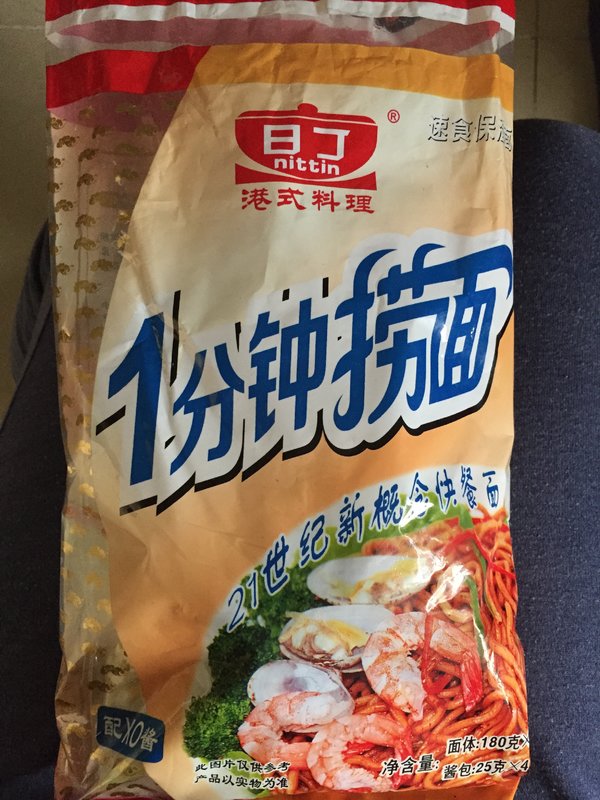 日丁
nittin
®
港式料理
速食保
1分钟捞面
21世纪新概念快餐面
配XO酱
此图片仅供参考
产品以实物为准
净含量:
面体:180克×
酱包:25克×4